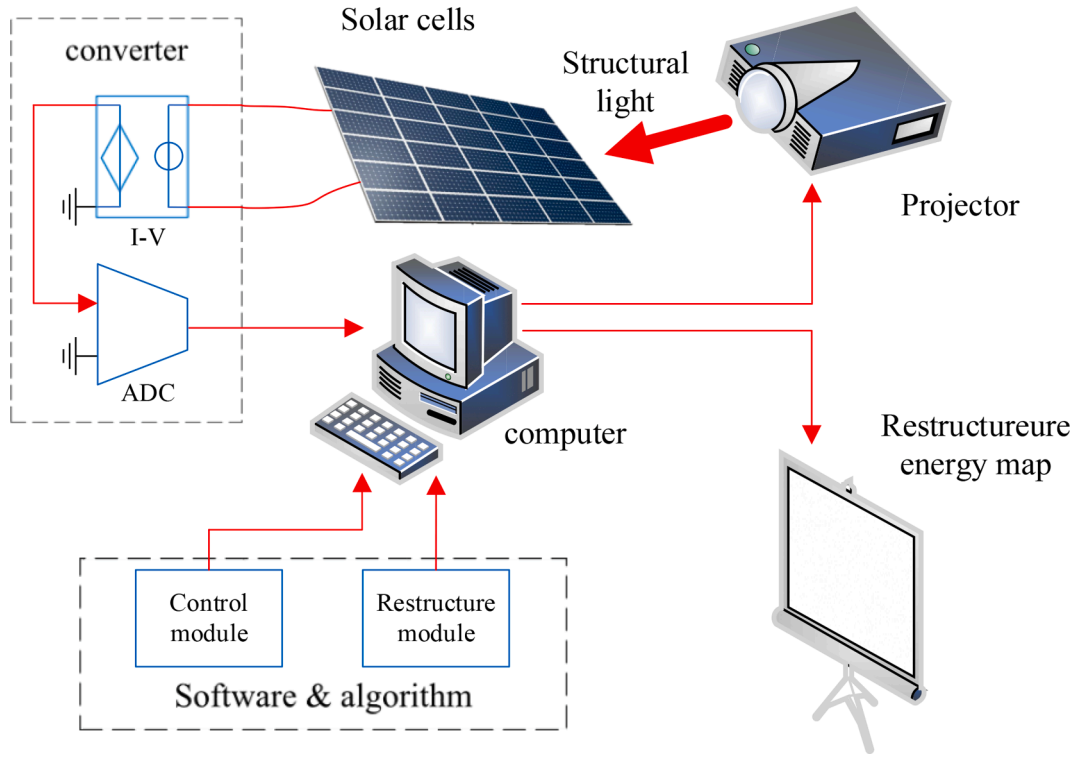 Solar cells
converter
Structural
light
I-V
Projector
ADC
computer
Restructureure
energy map
Control
module
Restructure
module
Software & algorithm